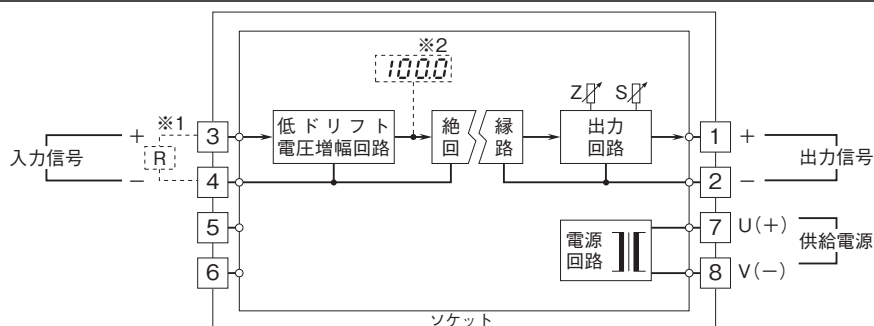 ※2
100.0
Z S
※1
+ 3 低ドリフト 電圧増幅回路 絶回 縁路 出力回路 1 +
入力信号 R 出力信号
− 4 2 −
5 7 U(+)
電源回路 供給電源
6 8 V(−)
ソケット